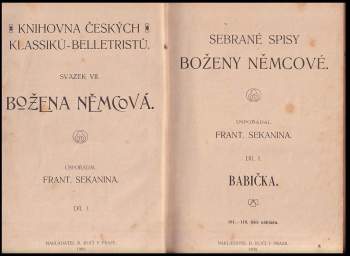 KNIHOVNA ČESKÝCH
KLASSIKŮ-BELLETRISTŮ.
SVAZEK VII.
BOŽENA NĚMCOVÁ.
USPOŘÁDAL
FRANT. SEKANINA.
DÍL I.
SEBRANÉ SPISY
BOŽENY NĚMCOVÉ.
USPOŘÁDAL
FRANT. SEKANINA.
DÍL I.
BABIČKA.
V PRAZE.